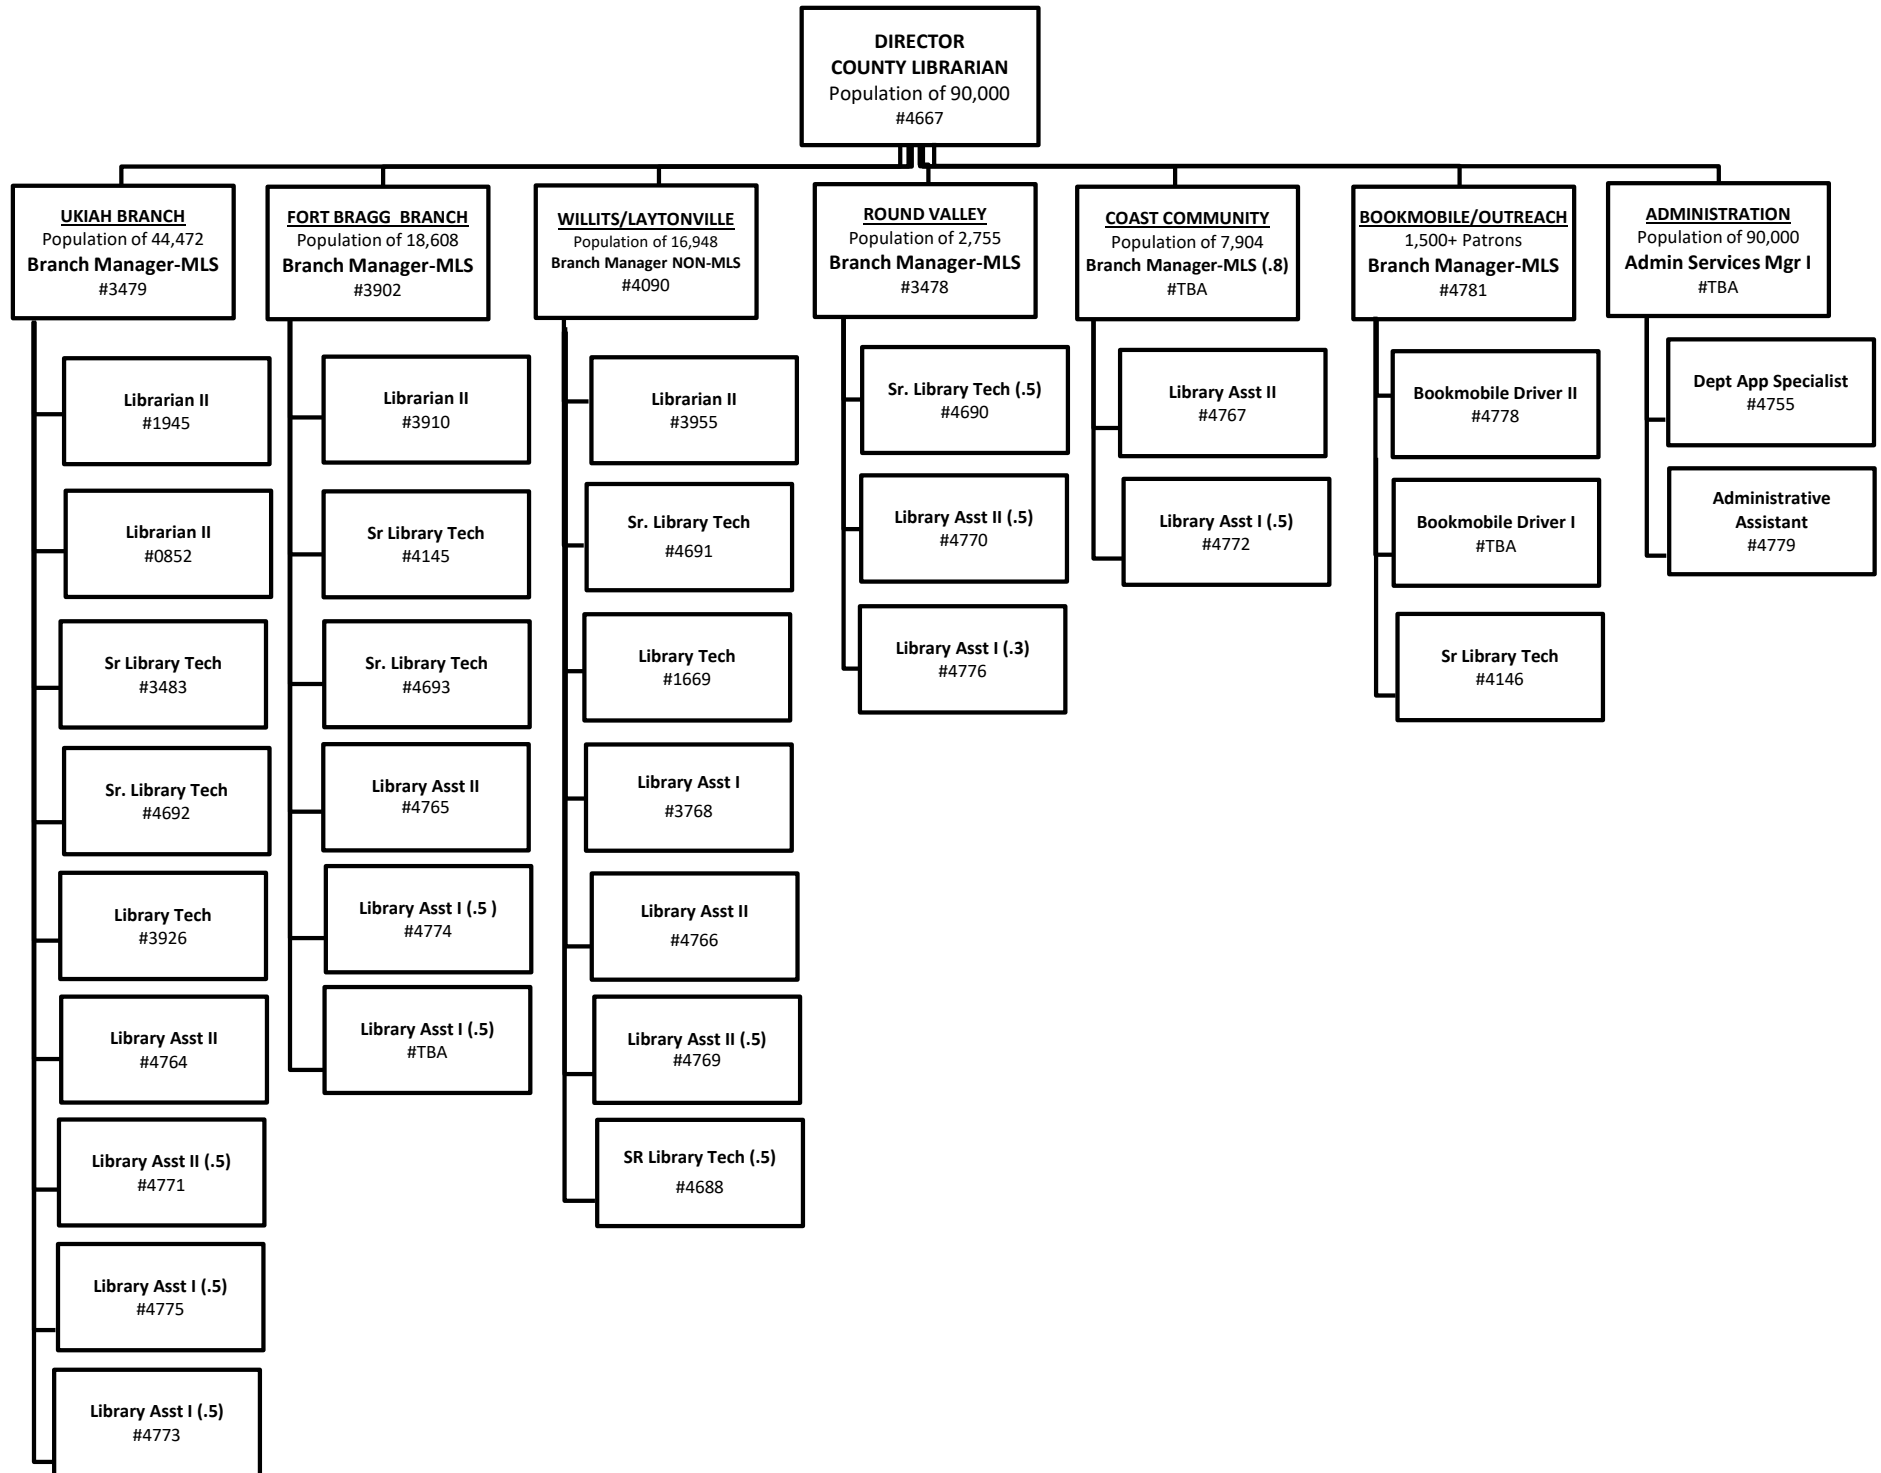 DIRECTOR
COUNTY LIBRARIAN
Population of 90,000
#4667
UKIAH BRANCH
Population of 44,472
Branch Manager-MLS
#3479
Librarian II
#1945
Librarian II
#0852
Sr Library Tech
#3483
Sr. Library Tech
#4692
Library Tech
#3926
Library Asst II
#4764
Library Asst II (.5)
#4771
Library Asst I (.5)
#4775
Library Asst I (.5)
#4773
FORT BRAGG BRANCH
Population of 18,608
Branch Manager-MLS
#3902
Librarian II
#3910
Sr Library Tech
#4145
Sr. Library Tech
#4693
Library Asst II
#4765
Library Asst I (.5 )
#4774
Library Asst I (.5)
#TBA
WILLITS/LAYTONVILLE
Population of 16,948
Branch Manager NON-MLS
#4090
Librarian II
#3955
Sr. Library Tech
#4691
Library Tech
#1669
Library Asst I
#3768
Library Asst II
#4766
Library Asst II (.5)
#4769
SR Library Tech (.5)
#4688
ROUND VALLEY
Population of 2,755
Branch Manager-MLS
#3478
Sr. Library Tech (.5)
#4690
Library Asst II (.5)
#4770
Library Asst I (.3)
#4776
COAST COMMUNITY
Population of 7,904
Branch Manager-MLS (.8)
#TBA
Library Asst II
#4767
Library Asst I (.5)
#4772
BOOKMOBILE/OUTREACH
1,500+ Patrons
Branch Manager-MLS
#4781
Bookmobile Driver II
#4778
Bookmobile Driver I
#TBA
Sr Library Tech
#4146
ADMINISTRATION
Population of 90,000
Admin Services Mgr I
#TBA
Dept App Specialist
#4755
Administrative
Assistant
#4779